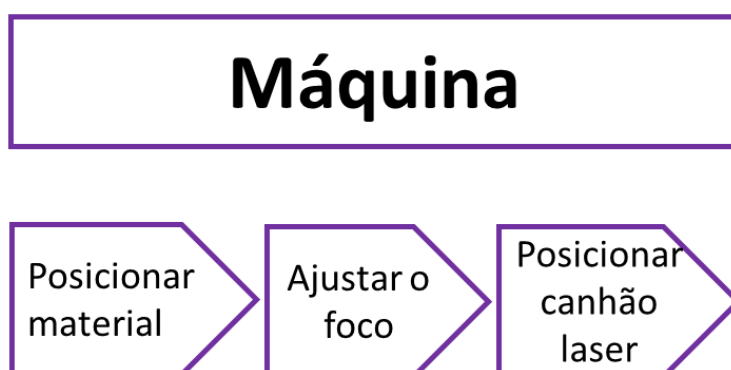 Máquina
Posicionar
material
Ajustar o
foco
Posicionar
canhão
laser